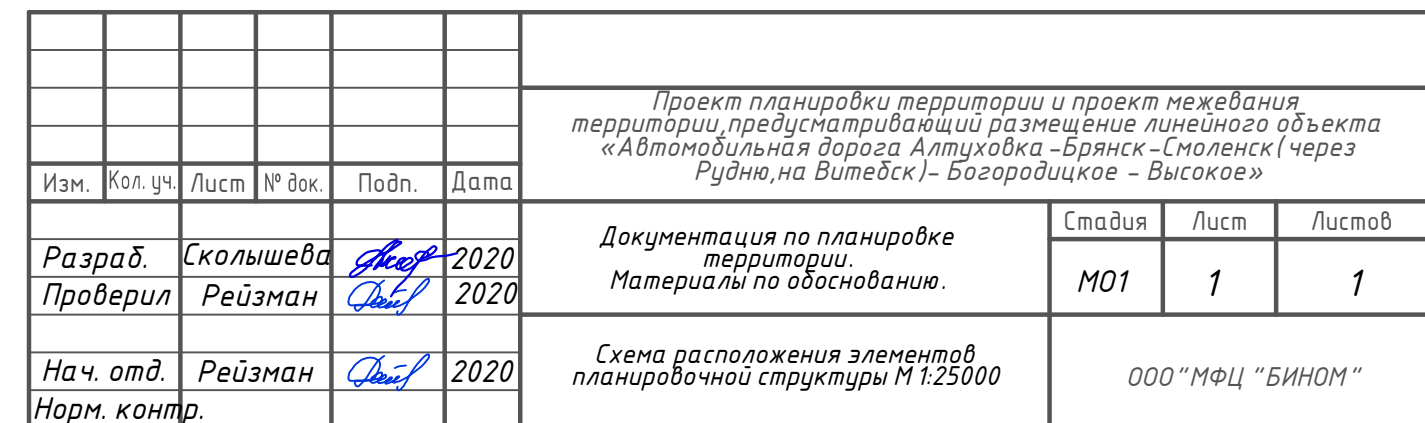 Проект планировки территории и проект межевания
территории,предусматривающий размещение линейного объекта
«Автомобильная дорога Алтуховка -Брянск-Смоленск(через
Рудню,на Витебск)- Богородицкое - Высокое»
Изм. Кол. уч. Лист № док. Подп. Дата
Стадия Лист Листов
Документация по планировке
территории.
Материалы по обоснованию.
МО1 1 1
Разраб. Сколышева 2020
Проверил Рейзман 2020
Схема расположения элементов
планировочной структуры М 1:25000
ООО"МФЦ "БИНОМ"
Нач. отд. Рейзман 2020
Норм. контр.